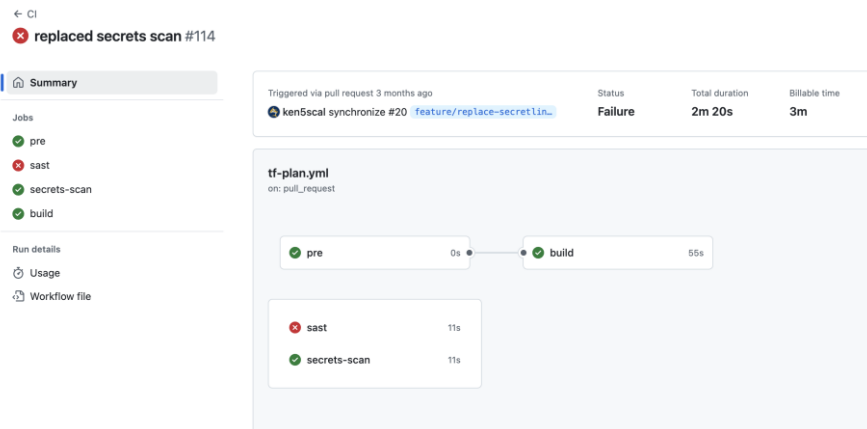 ← CI
replaced secrets scan #114
Summary
Jobs
pre
sast
secrets-scan
build
Run details
Usage
Workflow file
Triggered via pull request 3 months ago
ken5scal synchronize #20 feature/replace-secretlin…
Status
Failure
Total duration
2m 20s
Billable time
3m
tf-plan.yml
on: pull_request
pre 0s
build 55s
sast 11s
secrets-scan 11s